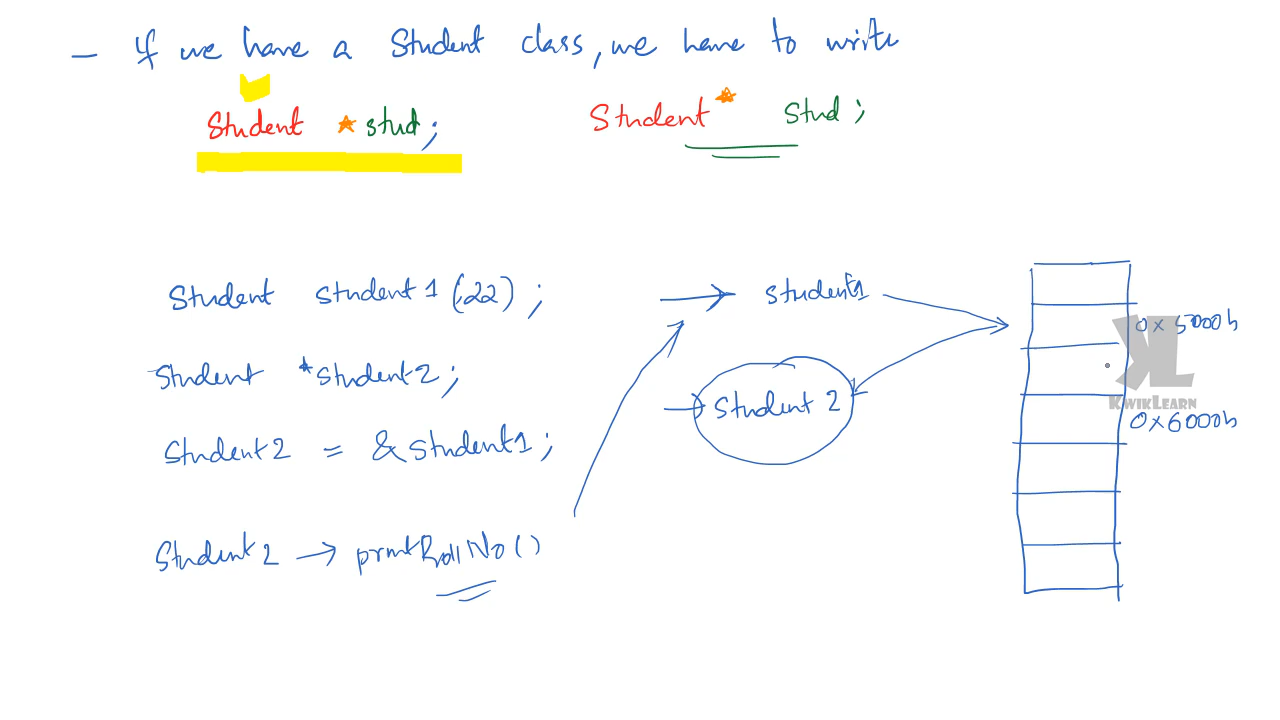 - If we have a Student class, we have to write
Student *stud; Student* Stud;
Student student1(22);
Student *student2;
Student2 = &Student1;
Student2 → printRollNo()
→ student1
→ Student 2
0x5000h
KWIKLEARN
0x6000h